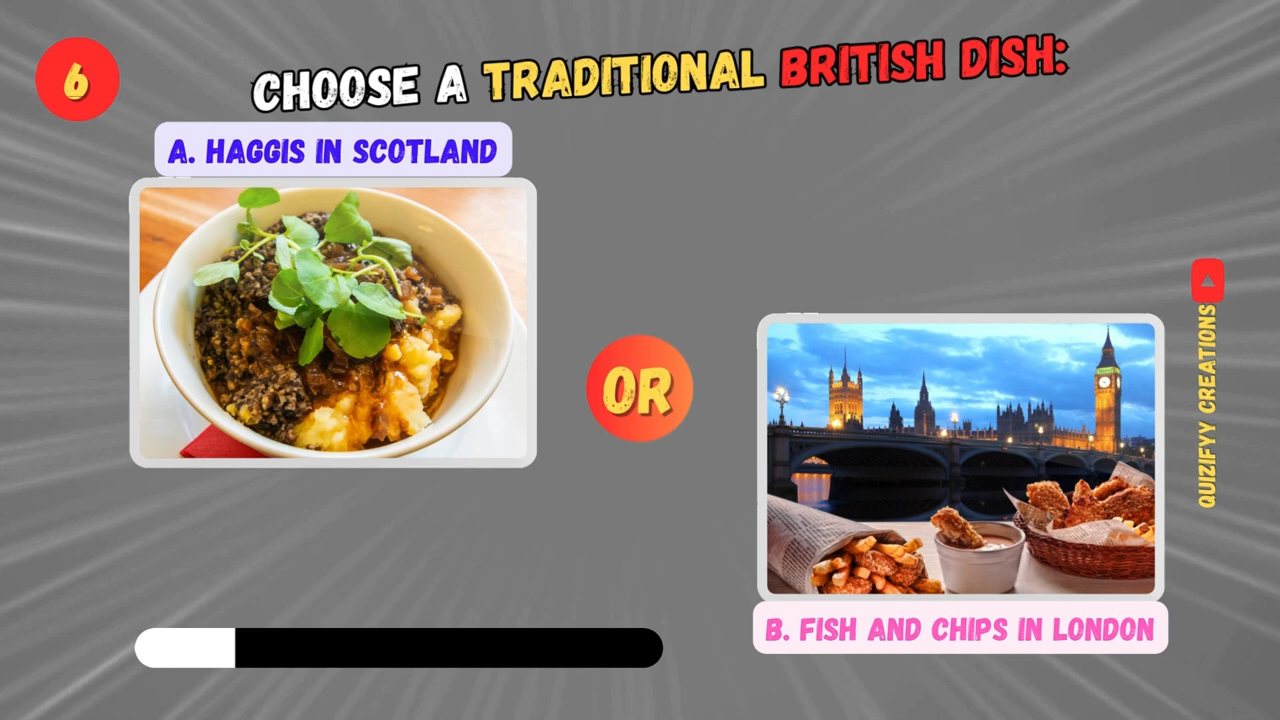 6
CHOOSE A TRADITIONAL BRITISH DISH:
A. HAGGIS IN SCOTLAND
OR
B. FISH AND CHIPS IN LONDON
QUIZIFYY CREATIONS